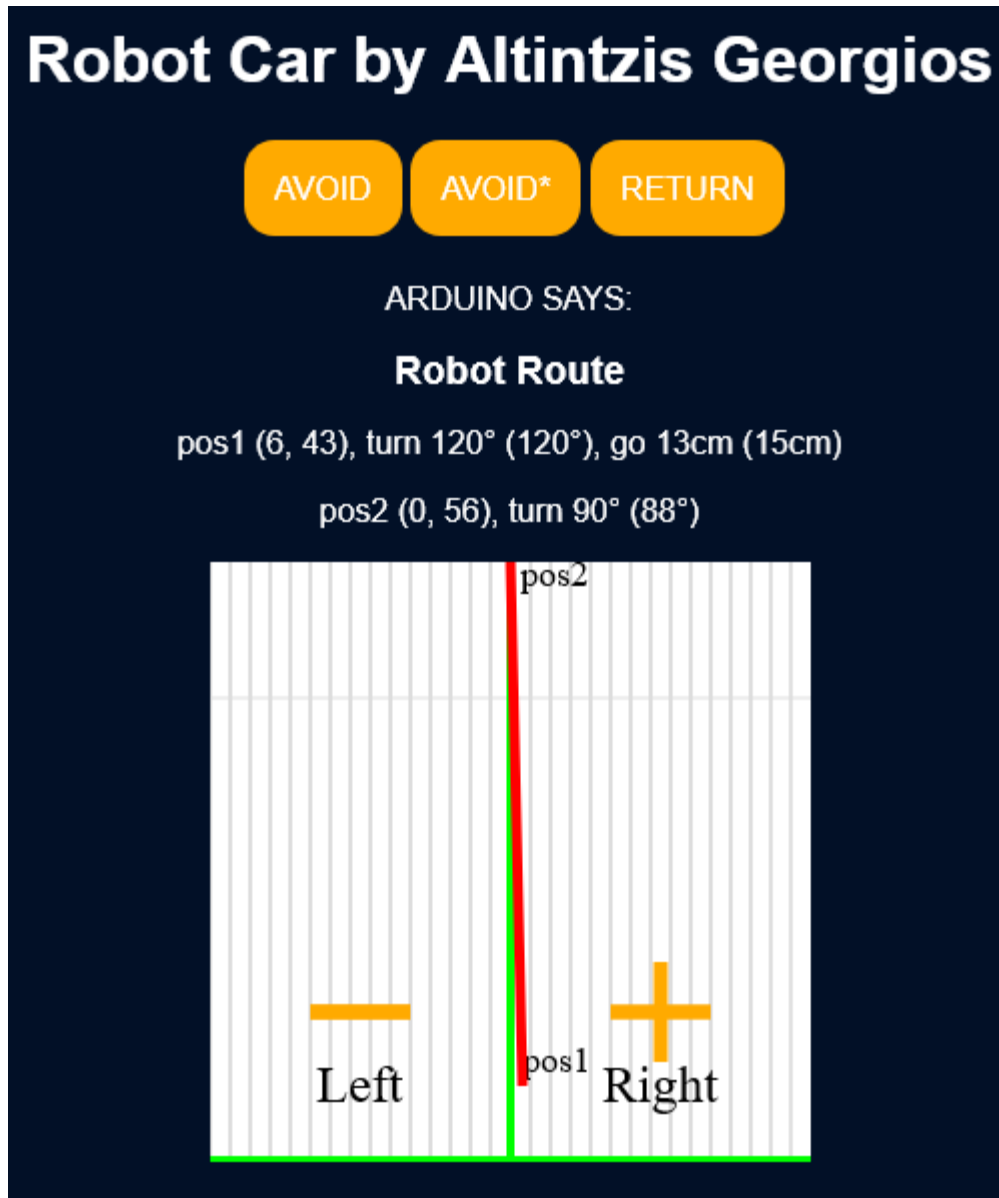 Robot Car by Altintzis Georgios
AVOID AVOID* RETURN
ARDUINO SAYS:
Robot Route
pos1 (6, 43), turn 120° (120°), go 13cm (15cm)
pos2 (0, 56), turn 90° (88°)
pos2
pos1
Left Right